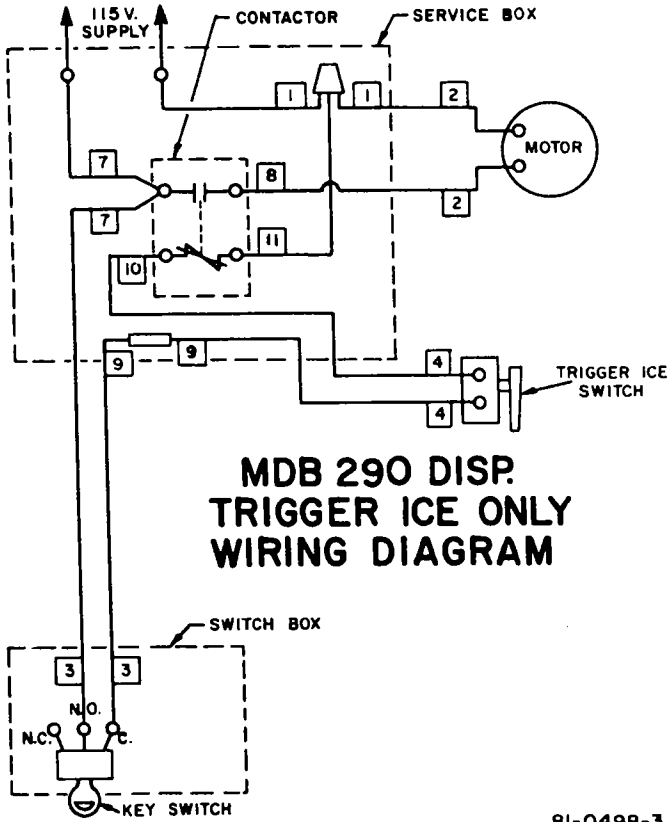 115 V.
SUPPLY
CONTACTOR
SERVICE BOX
1
1
2
MOTOR
7
8
7
2
11
10
9
9
4
4
TRIGGER ICE
SWITCH
MDB 290 DISP.
TRIGGER ICE ONLY
WIRING DIAGRAM
SWITCH BOX
3
3
N.O.
N.C.
C.
KEY SWITCH
81-0498-3